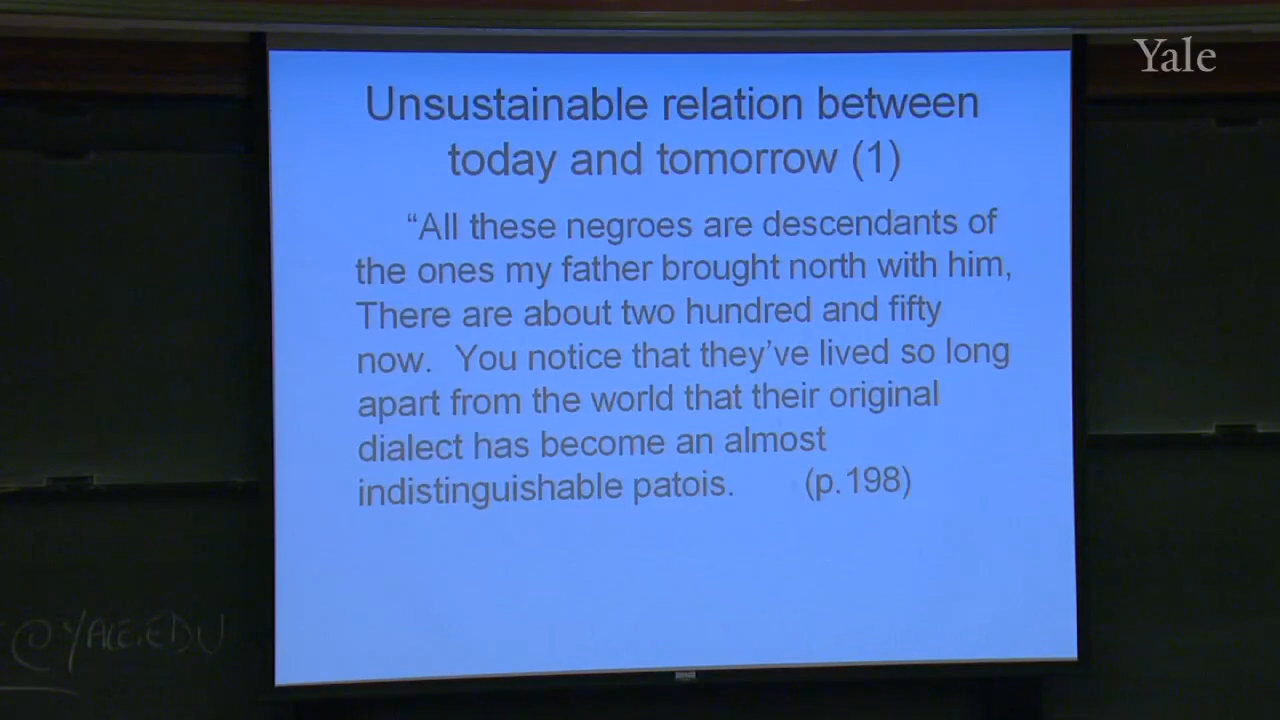 Yale
Unsustainable relation between
today and tomorrow (1)
“All these negroes are descendants of
the ones my father brought north with him,
There are about two hundred and fifty
now. You notice that they’ve lived so long
apart from the world that their original
dialect has become an almost
indistinguishable patois. (p.198)
@YALE.EDU